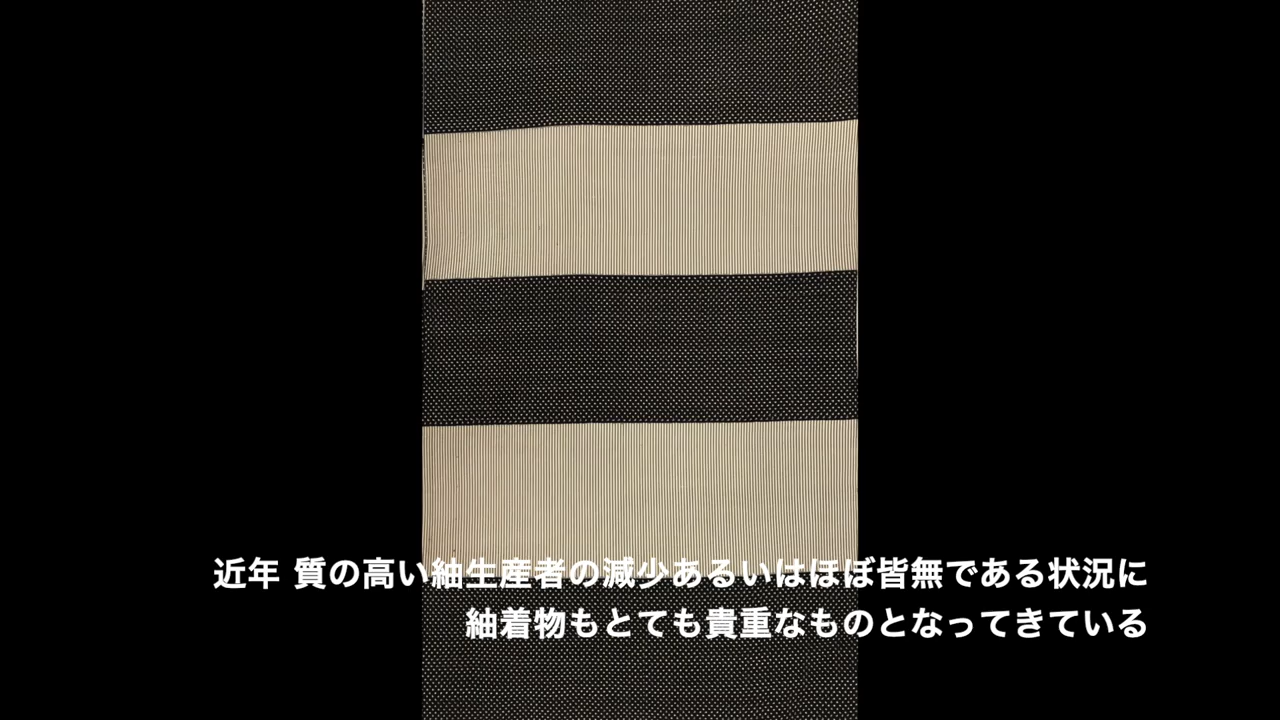 近年 質の高い紬生産者の減少あるいはほぼ皆無である状況に
紬着物もとても貴重なものとなってきている